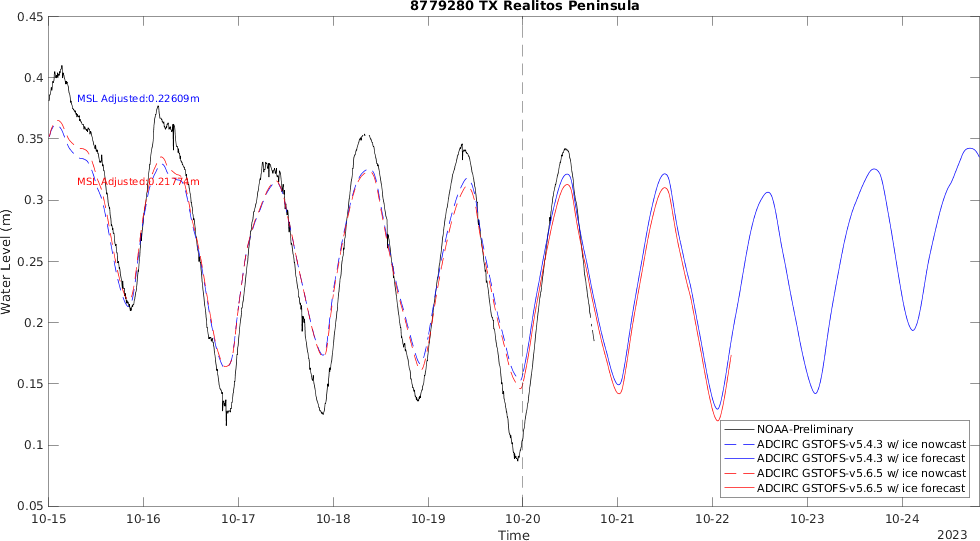 8779280 TX Realitos Peninsula
0.45
0.4
0.35
0.3
0.25
0.2
0.15
0.1
0.05
Water Level (m)
MSL Adjusted:0.22609m
MSL Adjusted:0.21774m
NOAA-Preliminary
ADCIRC GSTOFS-v5.4.3 w/ ice nowcast
ADCIRC GSTOFS-v5.4.3 w/ ice forecast
ADCIRC GSTOFS-v5.6.5 w/ ice nowcast
ADCIRC GSTOFS-v5.6.5 w/ ice forecast
10-15 10-16 10-17 10-18 10-19 10-20 10-21 10-22 10-23 10-24
Time
2023